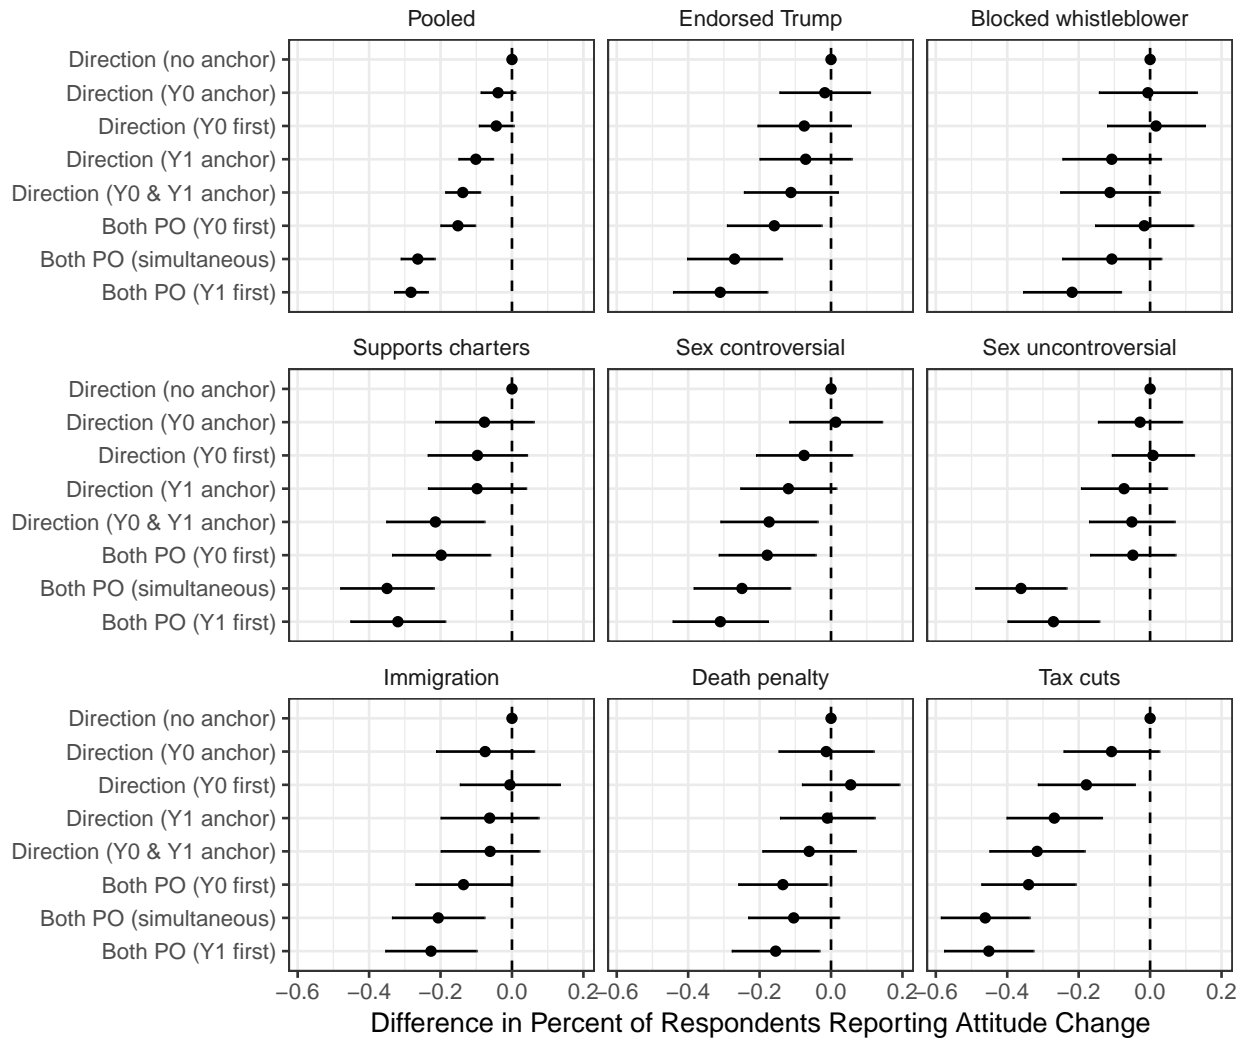 Pooled Endorsed Trump Blocked whistleblower
Direction (no anchor)
Direction (Y0 anchor)
Direction (Y0 first)
Direction (Y1 anchor)
Direction (Y0 & Y1 anchor)
Both PO (Y0 first)
Both PO (simultaneous)
Both PO (Y1 first)
Supports charters Sex controversial Sex uncontroversial
Direction (no anchor)
Direction (Y0 anchor)
Direction (Y0 first)
Direction (Y1 anchor)
Direction (Y0 & Y1 anchor)
Both PO (Y0 first)
Both PO (simultaneous)
Both PO (Y1 first)
Immigration Death penalty Tax cuts
Direction (no anchor)
Direction (Y0 anchor)
Direction (Y0 first)
Direction (Y1 anchor)
Direction (Y0 & Y1 anchor)
Both PO (Y0 first)
Both PO (simultaneous)
Both PO (Y1 first)
−0.6 −0.4 −0.2 0.0 0.2 −0.6 −0.4 −0.2 0.0 0.2 −0.6 −0.4 −0.2 0.0 0.2
Difference in Percent of Respondents Reporting Attitude Change